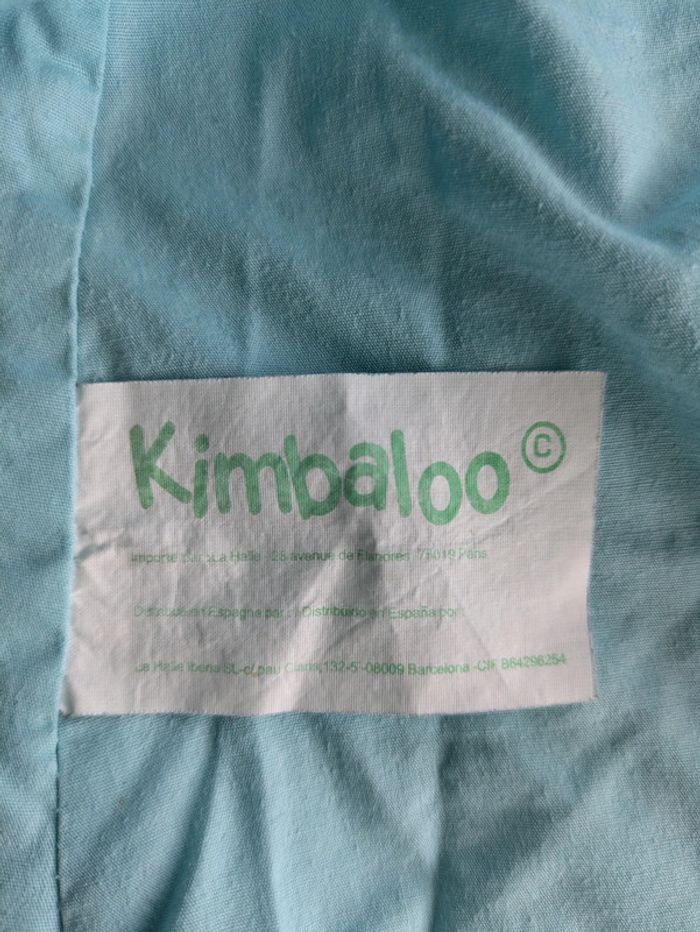 Kimbaloo ©
Importé par : La Halle - 28 avenue de Flandres 75019 Paris
Distribué en Espagne par : / Distribuido en España por
La Halle Iberia SL-c/ pau Claris, 132-5 -08009 Barcelona -CIF B64296254